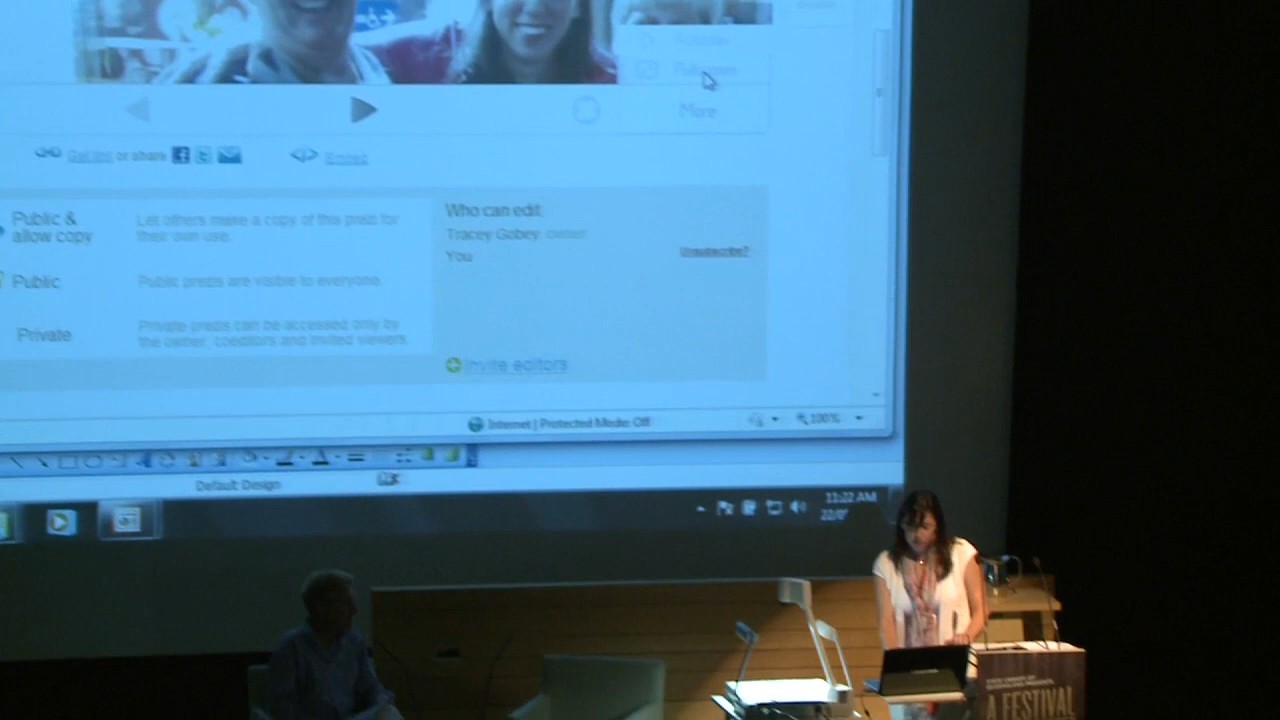 More
Get link or share
Embed
Public &
allow copy
Let others make a copy of this prezi for
their own use.
Public
Public prezis are visible to everyone.
Private
Private prezis can be accessed only by
the owner, coeditors and invited viewers
Who can edit:
Tracey Gobey owner
You
Unsubscribe?
Invite editors
Internet | Protected Mode: Off
100%
Default Design
11:22 AM
A FESTIVAL